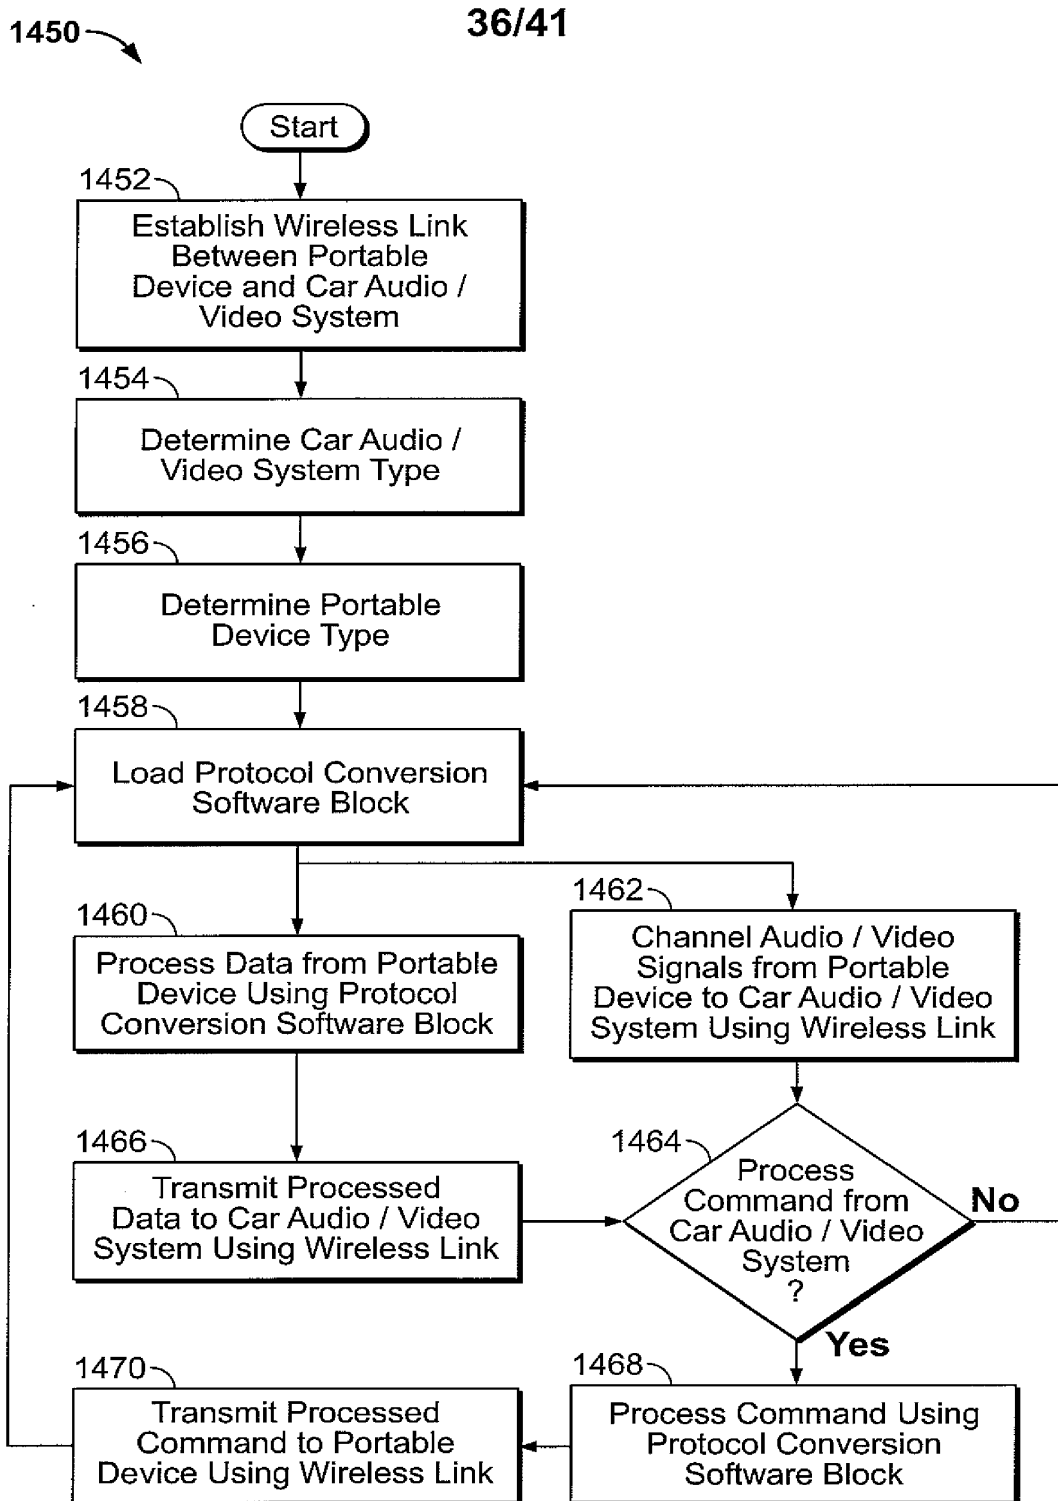 36/41
1450
Start
1452
Establish Wireless Link
Between Portable
Device and Car Audio /
Video System
1454
Determine Car Audio /
Video System Type
1456
Determine Portable
Device Type
1458
Load Protocol Conversion
Software Block
1460
Process Data from Portable
Device Using Protocol
Conversion Software Block
1462
Channel Audio / Video
Signals from Portable
Device to Car Audio / Video
System Using Wireless Link
1466
Transmit Processed
Data to Car Audio / Video
System Using Wireless Link
1464
Process
Command from
Car Audio / Video
System
?
No
Yes
1470
Transmit Processed
Command to Portable
Device Using Wireless Link
1468
Process Command Using
Protocol Conversion
Software Block